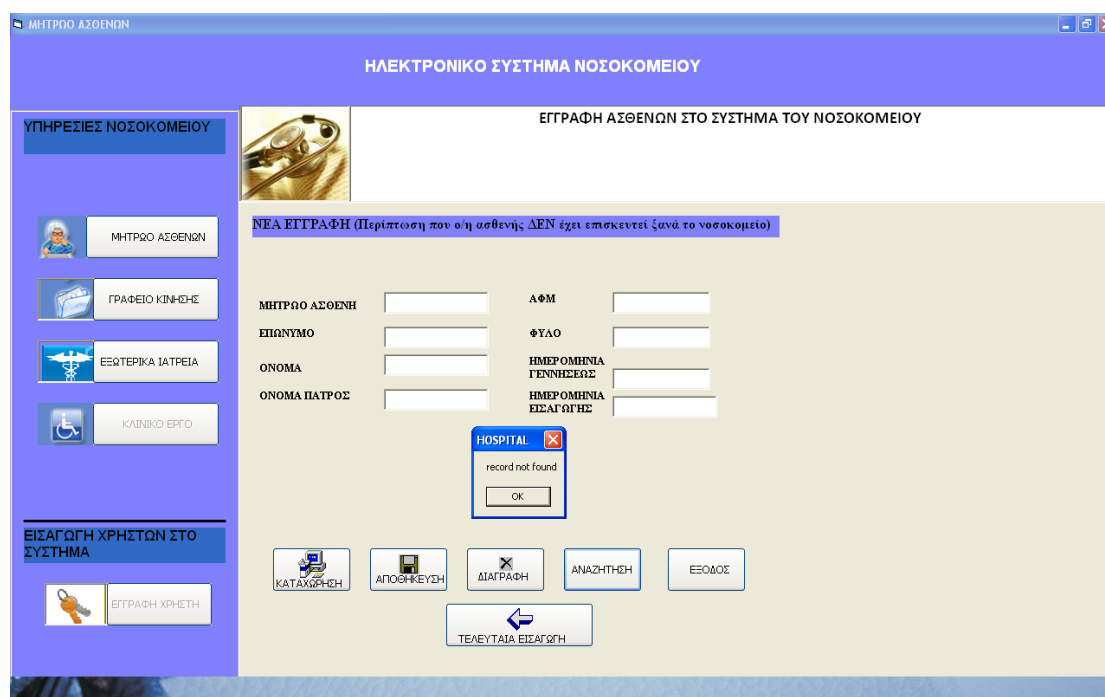 ΜΗΤΡΩΟ ΑΣΘΕΝΩΝ
ΗΛΕΚΤΡΟΝΙΚΟ ΣΥΣΤΗΜΑ ΝΟΣΟΚΟΜΕΙΟΥ
ΥΠΗΡΕΣΙΕΣ ΝΟΣΟΚΟΜΕΙΟΥ
ΜΗΤΡΩΟ ΑΣΘΕΝΩΝ
ΓΡΑΦΕΙΟ ΚΙΝΗΣΗΣ
ΕΞΩΤΕΡΙΚΑ ΙΑΤΡΕΙΑ
ΚΛΙΝΙΚΟ ΕΡΓΟ
ΕΙΣΑΓΩΓΗ ΧΡΗΣΤΩΝ ΣΤΟ
ΣΥΣΤΗΜΑ
ΕΓΓΡΑΦΗ ΧΡΗΣΤΗ
ΕΓΓΡΑΦΗ ΑΣΘΕΝΩΝ ΣΤΟ ΣΥΣΤΗΜΑ ΤΟΥ ΝΟΣΟΚΟΜΕΙΟΥ
ΝΕΑ ΕΓΓΡΑΦΗ (Περίπτωση που ο/η ασθενής ΔΕΝ έχει επισκευτεί ξανά το νοσοκομείο)
ΜΗΤΡΩΟ ΑΣΘΕΝΗ
ΑΦΜ
ΕΠΩΝΥΜΟ
ΦΥΛΟ
ΟΝΟΜΑ
ΗΜΕΡΟΜΗΝΙΑ
ΓΕΝΝΗΣΕΩΣ
ΟΝΟΜΑ ΠΑΤΡΟΣ
ΗΜΕΡΟΜΗΝΙΑ
ΕΙΣΑΓΩΓΗΣ
HOSPITAL
record not found
OK
ΚΑΤΑΧΩΡΗΣΗ
ΑΠΟΘΗΚΕΥΣΗ
ΔΙΑΓΡΑΦΗ
ΑΝΑΖΗΤΗΣΗ
ΕΞΟΔΟΣ
ΤΕΛΕΥΤΑΙΑ ΕΙΣΑΓΩΓΗ